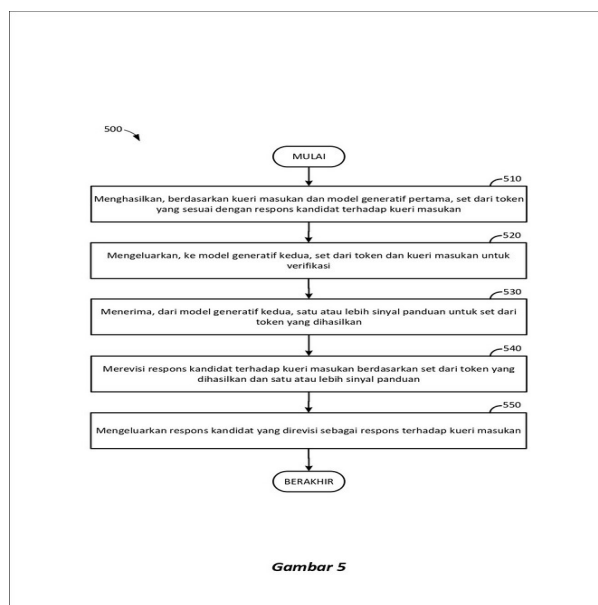 500
MULAI
510
Menghasilkan, berdasarkan kueri masukan dan model generatif pertama, set dari token
yang sesuai dengan respons kandidat terhadap kueri masukan
520
Mengeluarkan, ke model generatif kedua, set dari token dan kueri masukan untuk
verifikasi
530
Menerima, dari model generatif kedua, satu atau lebih sinyal panduan untuk set dari
token yang dihasilkan
540
Merevisi respons kandidat terhadap kueri masukan berdasarkan set dari token yang
dihasilkan dan satu atau lebih sinyal panduan
550
Mengeluarkan respons kandidat yang direvisi sebagai respons terhadap kueri masukan
BERAKHIR
Gambar 5